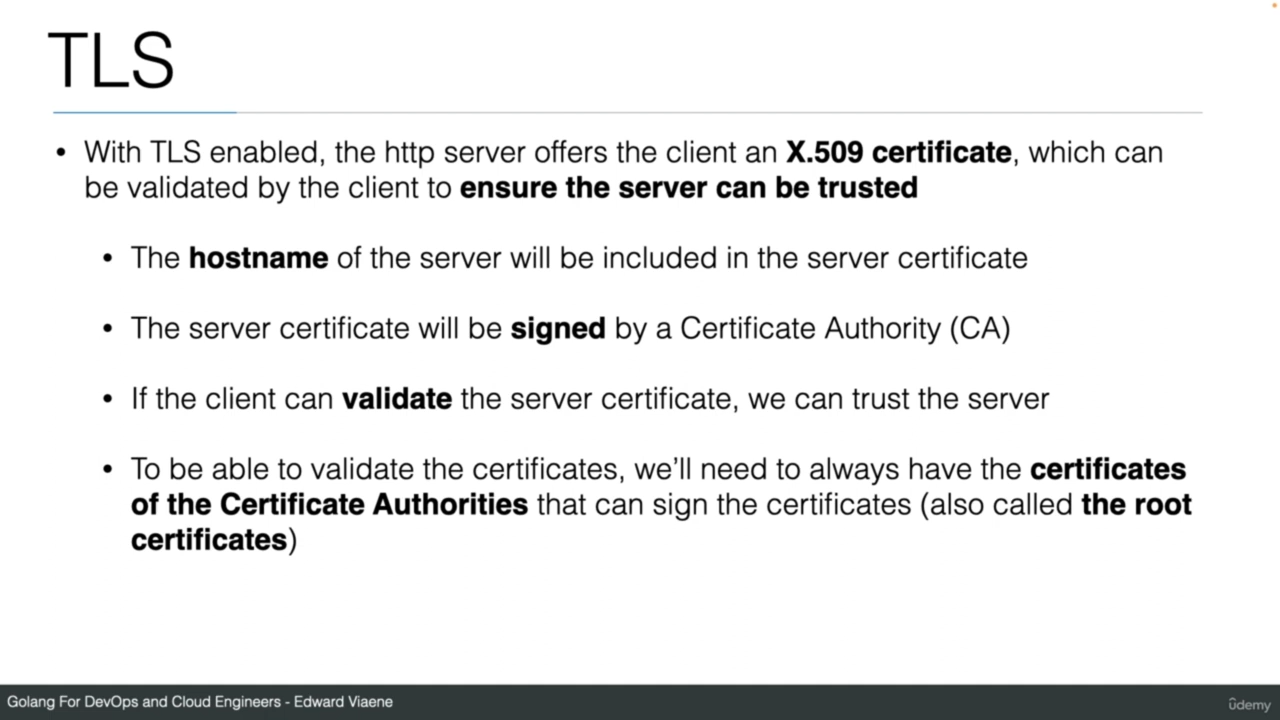 TLS
• With TLS enabled, the http server offers the client an X.509 certificate, which can
be validated by the client to ensure the server can be trusted
• The hostname of the server will be included in the server certificate
• The server certificate will be signed by a Certificate Authority (CA)
• If the client can validate the server certificate, we can trust the server
• To be able to validate the certificates, we’ll need to always have the certificates
of the Certificate Authorities that can sign the certificates (also called the root
certificates)
Golang For DevOps and Cloud Engineers - Edward Viaene
ûdemy